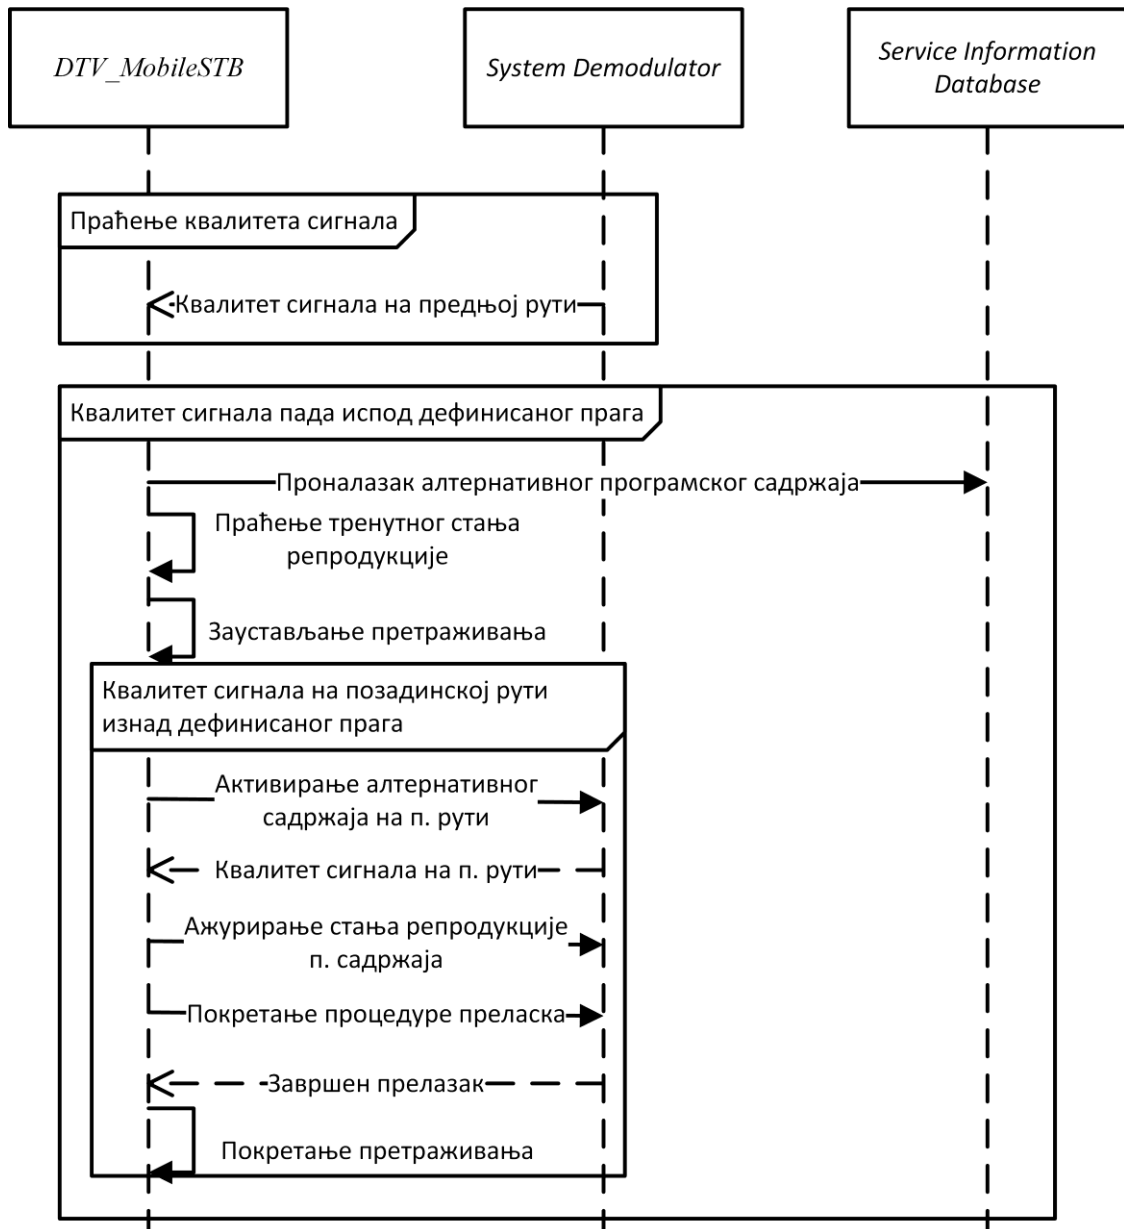 DTV_MobileSTB
System Demodulator
Service Information
Database
Праћење квалитета сигнала
Квалитет сигнала на предњој рути
Квалитет сигнала пада испод дефинисаног прага
Проналазак алтернативног програмског садржаја
Праћење тренутног стања
репродукције
Заустављање претраживања
Квалитет сигнала на позадинској рути
изнад дефинисаног прага
Активирање алтернативног
садржаја на п. рути
Квалитет сигнала на п. рути
Ажурирање стања репродукције
п. садржаја
Покретање процедуре преласка
Завршен прелазак
Покретање претраживања